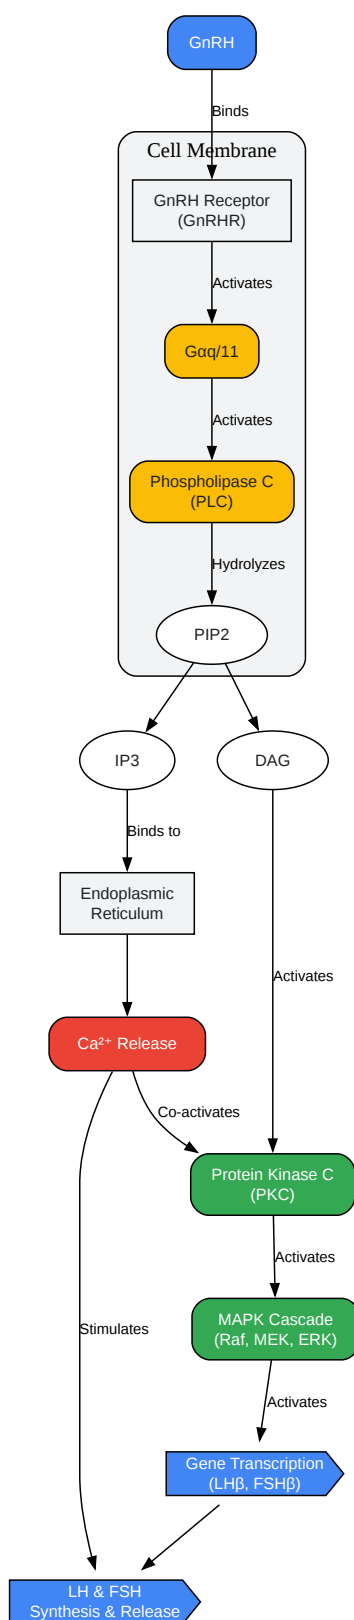 GnRH
Binds
Cell Membrane
GnRH Receptor
(GnRHR)
Activates
Gαq/11
Activates
Phospholipase C
(PLC)
Hydrolyzes
PIP2
IP3
DAG
Binds to
Endoplasmic
Reticulum
Activates
Ca²⁺ Release
Co-activates
Protein Kinase C
(PKC)
Activates
MAPK Cascade
(Raf, MEK, ERK)
Stimulates
Activates
Gene Transcription
(LHβ, FSHβ)
LH & FSH
Synthesis & Release